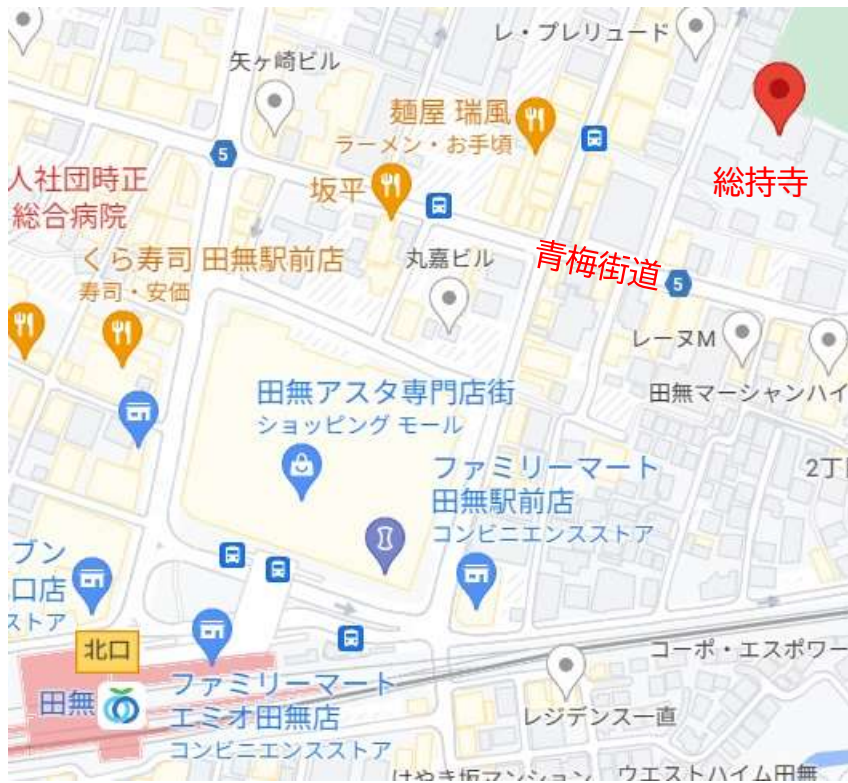 レ・プレリュード
矢ヶ崎ビル
麺屋 瑞風
ラーメン・お手頃
5
人社団時正
総合病院
坂平
総持寺
くら寿司 田無駅前店
寿司・安価
丸嘉ビル
青梅街道
5
レーヌM
田無アスタ専門店街
ショッピング モール
田無マーシャンハイ
ファミリーマート
田無駅前店
コンビニエンスストア
2丁
ブン
口店
ストア
北口
コーポ・エスポワー
田無
ファミリーマート
エミオ田無店
コンビニエンスストア
レジデンス一直
けやき坂マンション
ウエストハイム田無